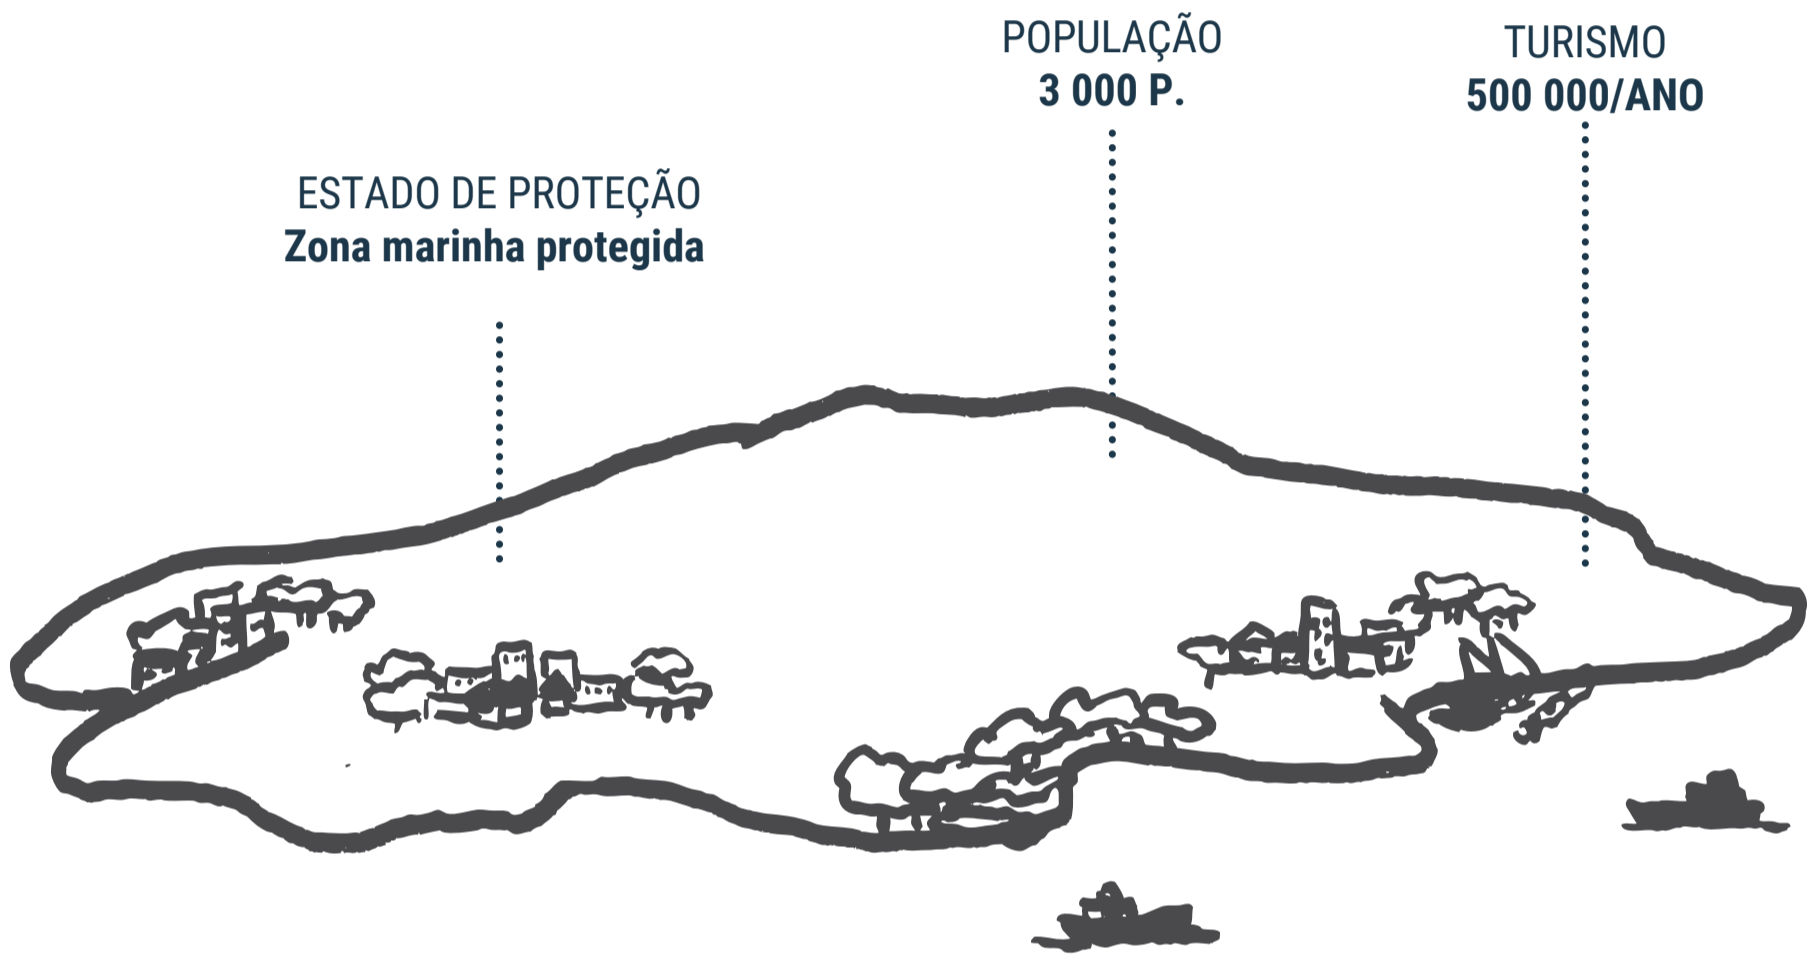 POPULAÇÃO
3 000 P.
TURISMO
500 000/ANO
ESTADO DE PROTEÇÃO
Zona marinha protegida